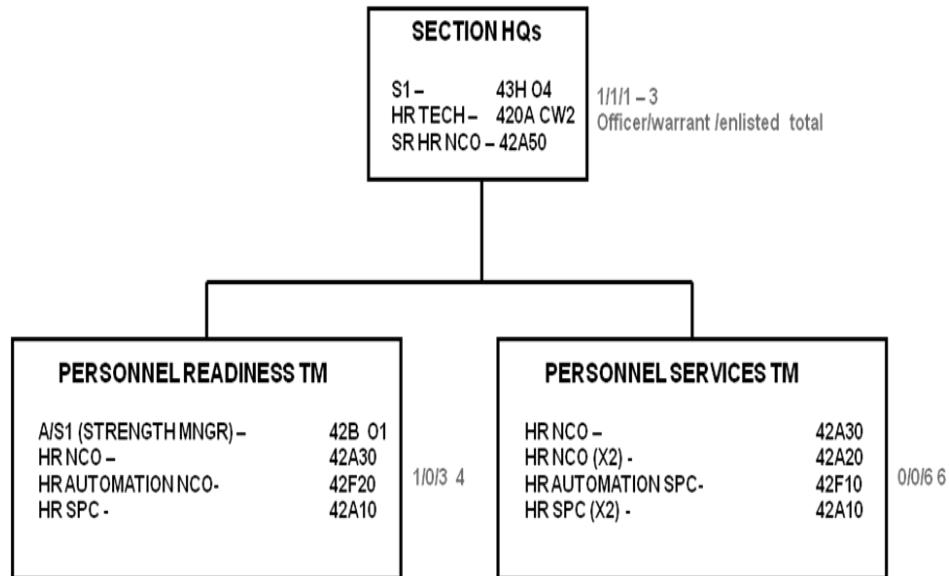 SECTION HQs
S1 – 43H O4
HR TECH – 420A CW2
SR HR NCO – 42A50
1/1/1 – 3
Officer/warrant /enlisted total
PERSONNEL READINESS TM
A/S1 (STRENGTH MNGR) – 42B O1
HR NCO – 42A30
HR AUTOMATION NCO- 42F20
HR SPC - 42A10
1/0/3 4
PERSONNEL SERVICES TM
HR NCO – 42A30
HR NCO (X2) - 42A20
HR AUTOMATION SPC- 42F10
HR SPC (X2) - 42A10
0/0/6 6